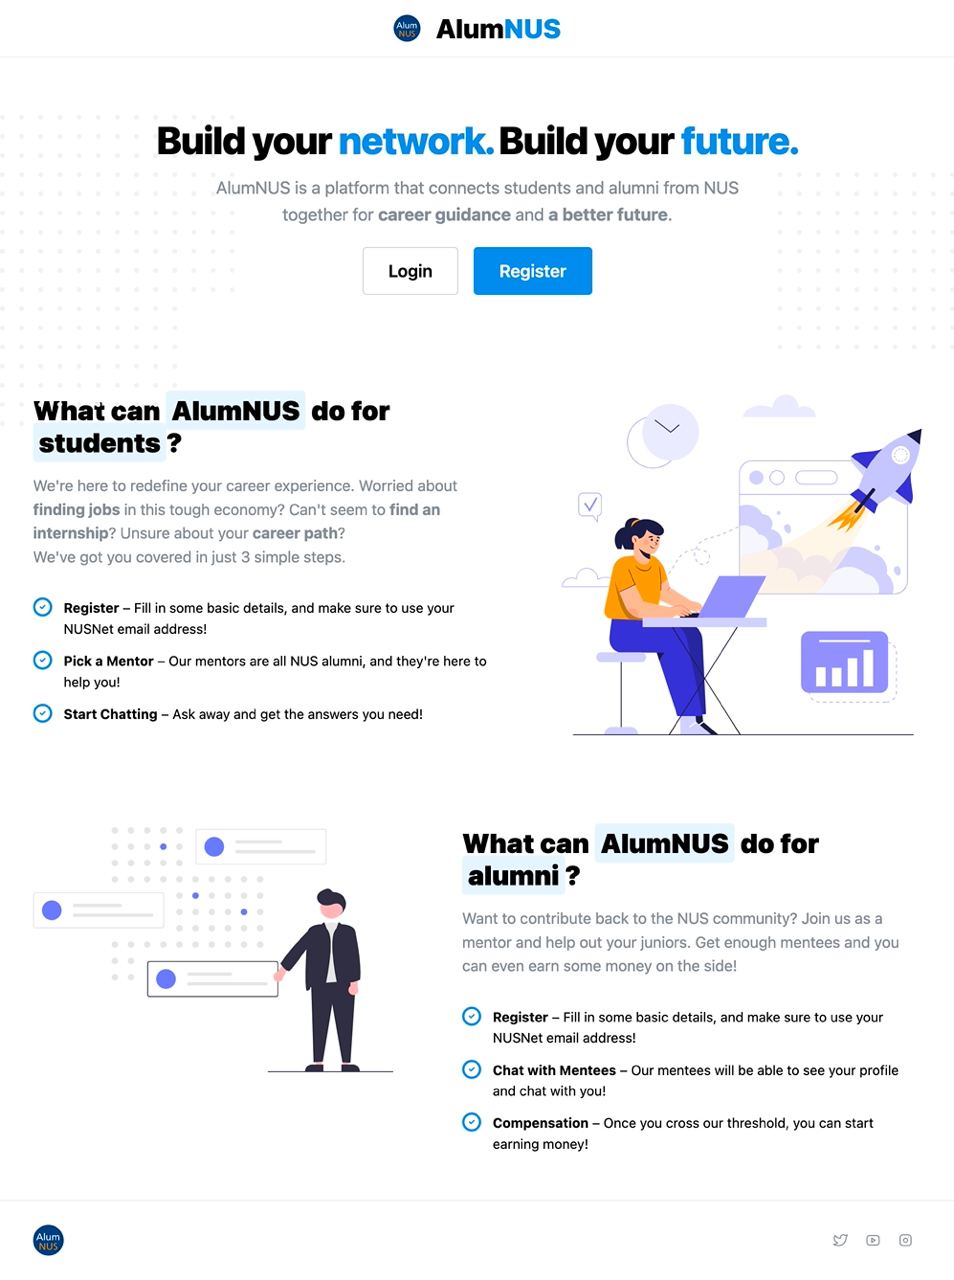 Alum
NUS
AlumNUS
Build your network. Build your future.
AlumNUS is a platform that connects students and alumni from NUS
together for career guidance and a better future.
Login
Register
What can AlumNUS do for
students ?
We're here to redefine your career experience. Worried about
finding jobs in this tough economy? Can't seem to find an
internship? Unsure about your career path?
We've got you covered in just 3 simple steps.
Register – Fill in some basic details, and make sure to use your
NUSNet email address!
Pick a Mentor – Our mentors are all NUS alumni, and they're here to
help you!
Start Chatting – Ask away and get the answers you need!
What can AlumNUS do for
alumni ?
Want to contribute back to the NUS community? Join us as a
mentor and help out your juniors. Get enough mentees and you
can even earn some money on the side!
Register – Fill in some basic details, and make sure to use your
NUSNet email address!
Chat with Mentees – Our mentees will be able to see your profile
and chat with you!
Compensation – Once you cross our threshold, you can start
earning money!
Alum
NUS